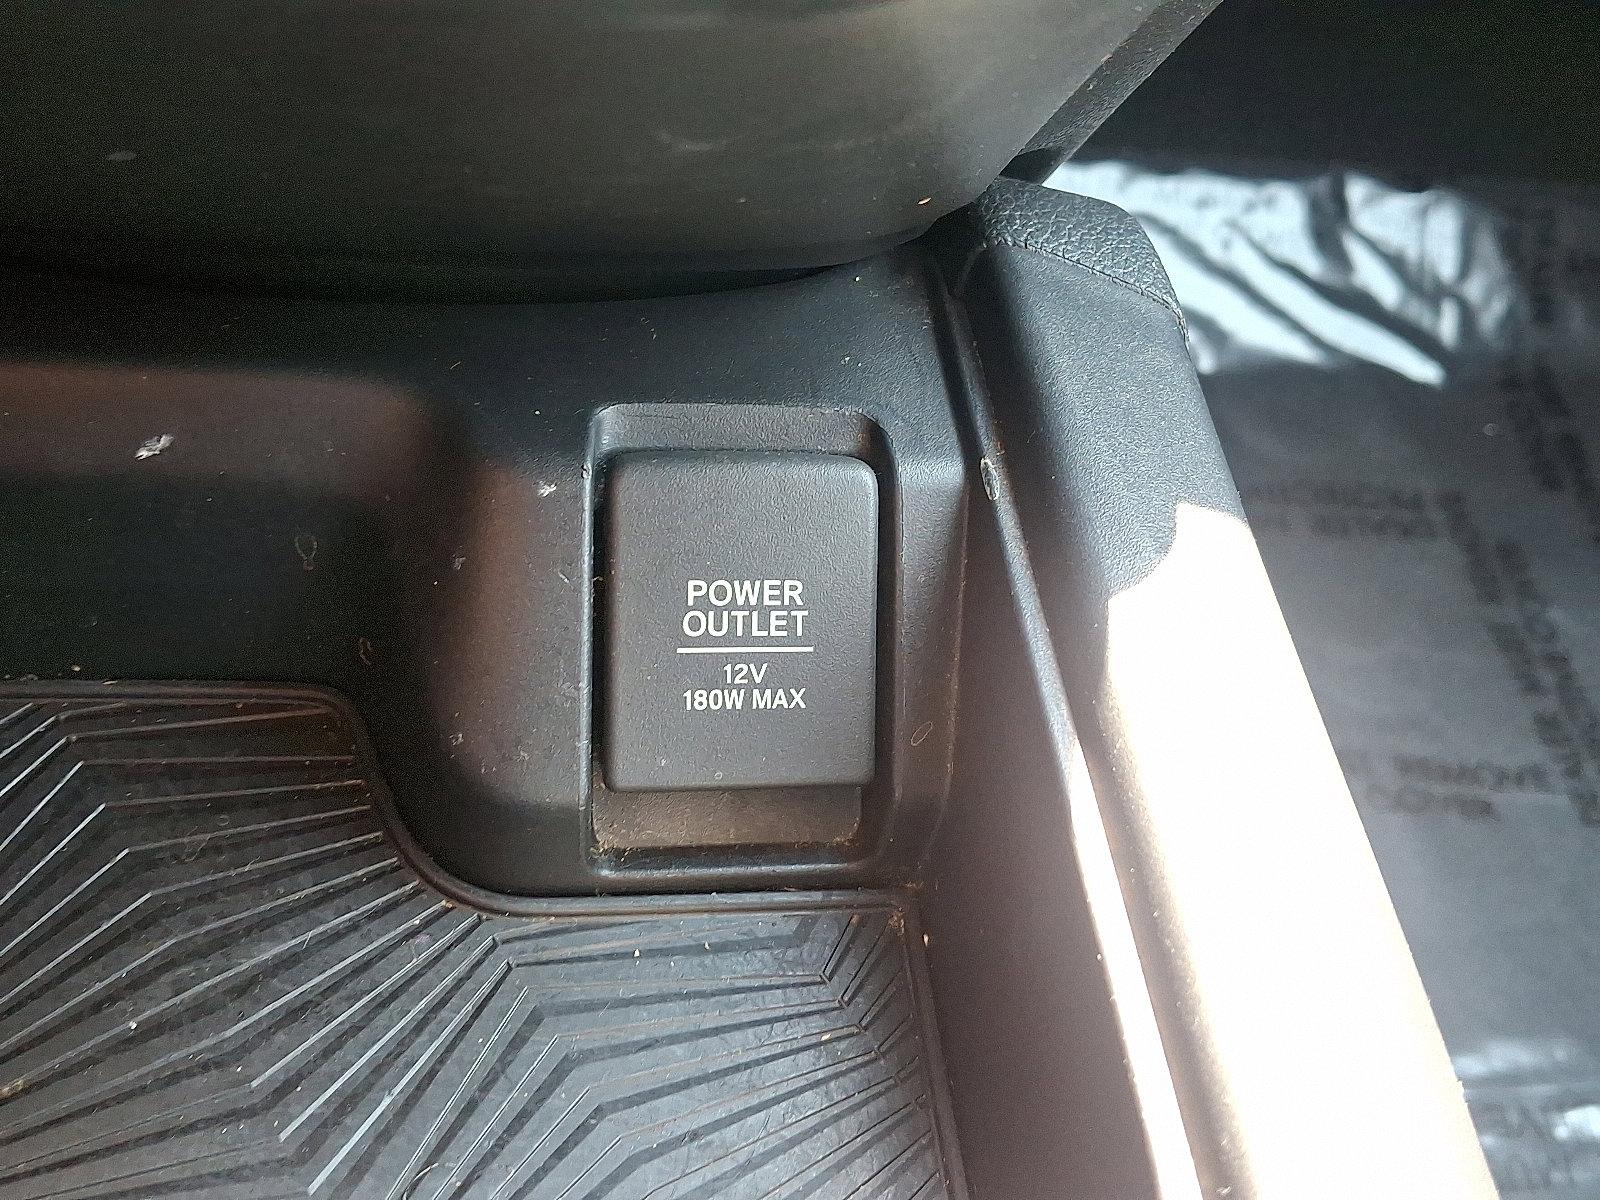 POWER
OUTLET
12V
180W MAX